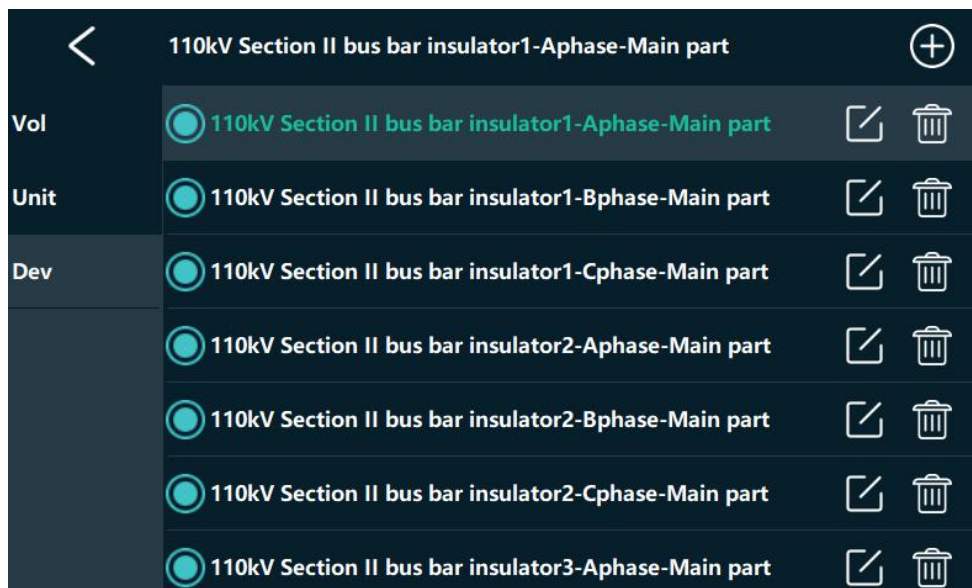 110kV Section II bus bar insulator1-Aphase-Main part
Vol
110kV Section II bus bar insulator1-Aphase-Main part
Unit
110kV Section II bus bar insulator1-Bphase-Main part
Dev
110kV Section II bus bar insulator1-Cphase-Main part
110kV Section II bus bar insulator2-Aphase-Main part
110kV Section II bus bar insulator2-Bphase-Main part
110kV Section II bus bar insulator2-Cphase-Main part
110kV Section II bus bar insulator3-Aphase-Main part